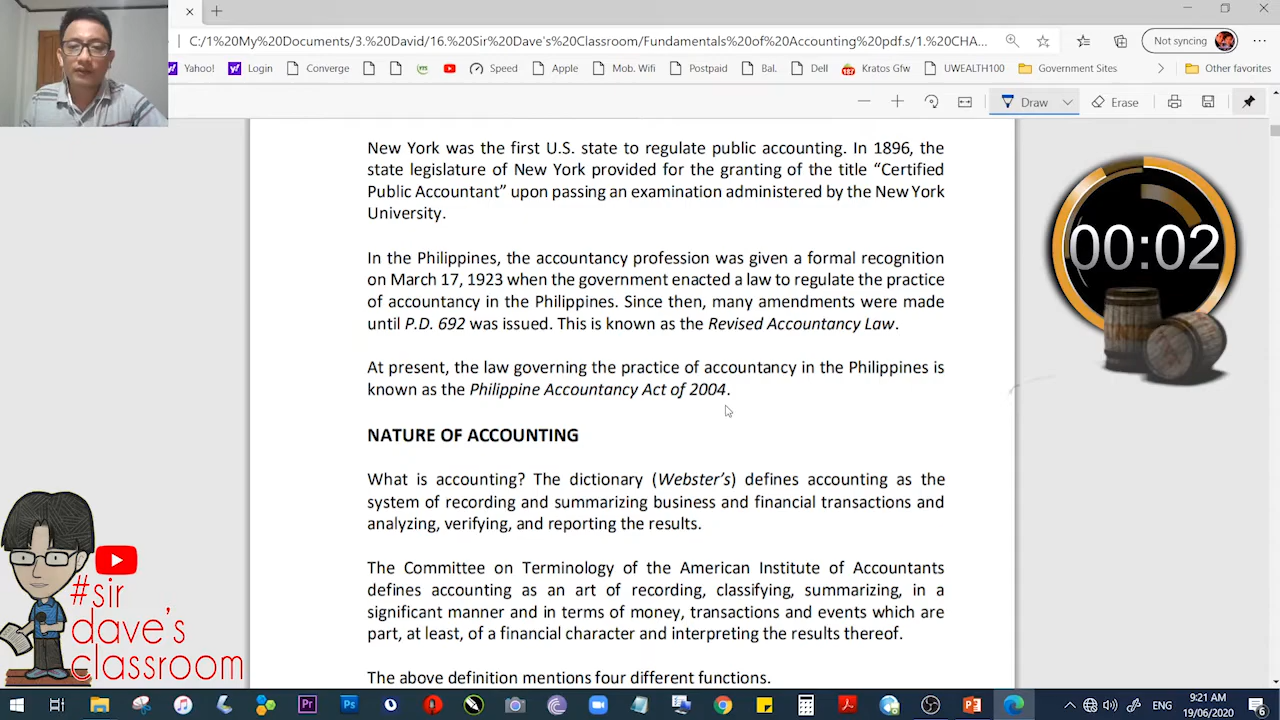 C:/1%20My%20Documents/3.%20David/16.%20Sir%20Dave's%20Classroom/Fundamentals%20of%20Accounting%20pdf.s/1.%20CHA...
Not syncing
Yahoo!
Login
Converge
Speed
Apple
Mob. Wifi
Postpaid
Bal.
Dell
Kratos Gfw
UWEALTH100
Government Sites
Other favorites
Draw
Erase
New York was the first U.S. state to regulate public accounting. In 1896, the
state legislature of New York provided for the granting of the title “Certified
Public Accountant” upon passing an examination administered by the New York
University.
In the Philippines, the accountancy profession was given a formal recognition
on March 17, 1923 when the government enacted a law to regulate the practice
of accountancy in the Philippines. Since then, many amendments were made
until P.D. 692 was issued. This is known as the Revised Accountancy Law.
At present, the law governing the practice of accountancy in the Philippines is
known as the Philippine Accountancy Act of 2004.
NATURE OF ACCOUNTING
What is accounting? The dictionary (Webster’s) defines accounting as the
system of recording and summarizing business and financial transactions and
analyzing, verifying, and reporting the results.
The Committee on Terminology of the American Institute of Accountants
defines accounting as an art of recording, classifying, summarizing, in a
significant manner and in terms of money, transactions and events which are
part, at least, of a financial character and interpreting the results thereof.
The above definition mentions four different functions.
00:02
#sir
dave's
classroom
ENG
9:21 AM
19/06/2020
6